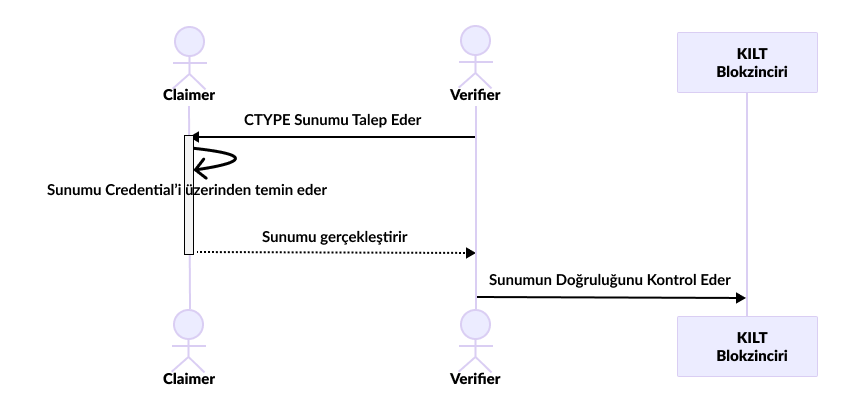 Claimer
Verifier
KILT
Blokzinciri
CTYPE Sunumu Talep Eder
Sunumu Credential'i üzerinden temin eder
Sunumu gerçekleştirir
Sunumun Doğruluğunu Kontrol Eder
Claimer
Verifier
KILT
Blokzinciri